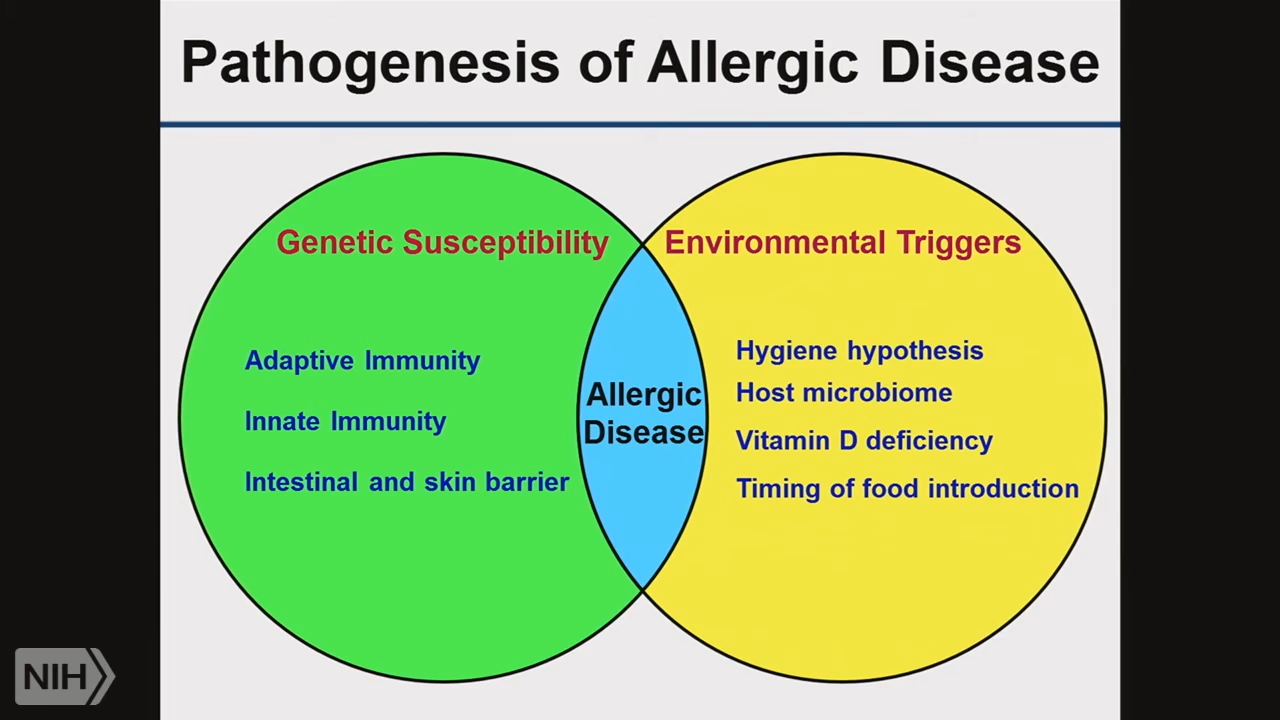 Pathogenesis of Allergic Disease
Genetic Susceptibility
Adaptive Immunity
Innate Immunity
Intestinal and skin barrier
Allergic
Disease
Environmental Triggers
Hygiene hypothesis
Host microbiome
Vitamin D deficiency
Timing of food introduction
NIH